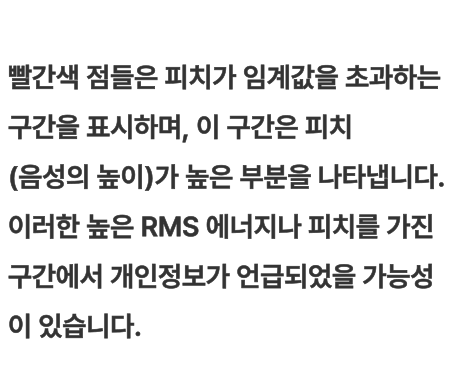 빨간색 점들은 피치가 임계값을 초과하는
구간을 표시하며, 이 구간은 피치
(음성의 높이)가 높은 부분을 나타냅니다.
이러한 높은 RMS 에너지나 피치를 가진
구간에서 개인정보가 언급되었을 가능성
이 있습니다.